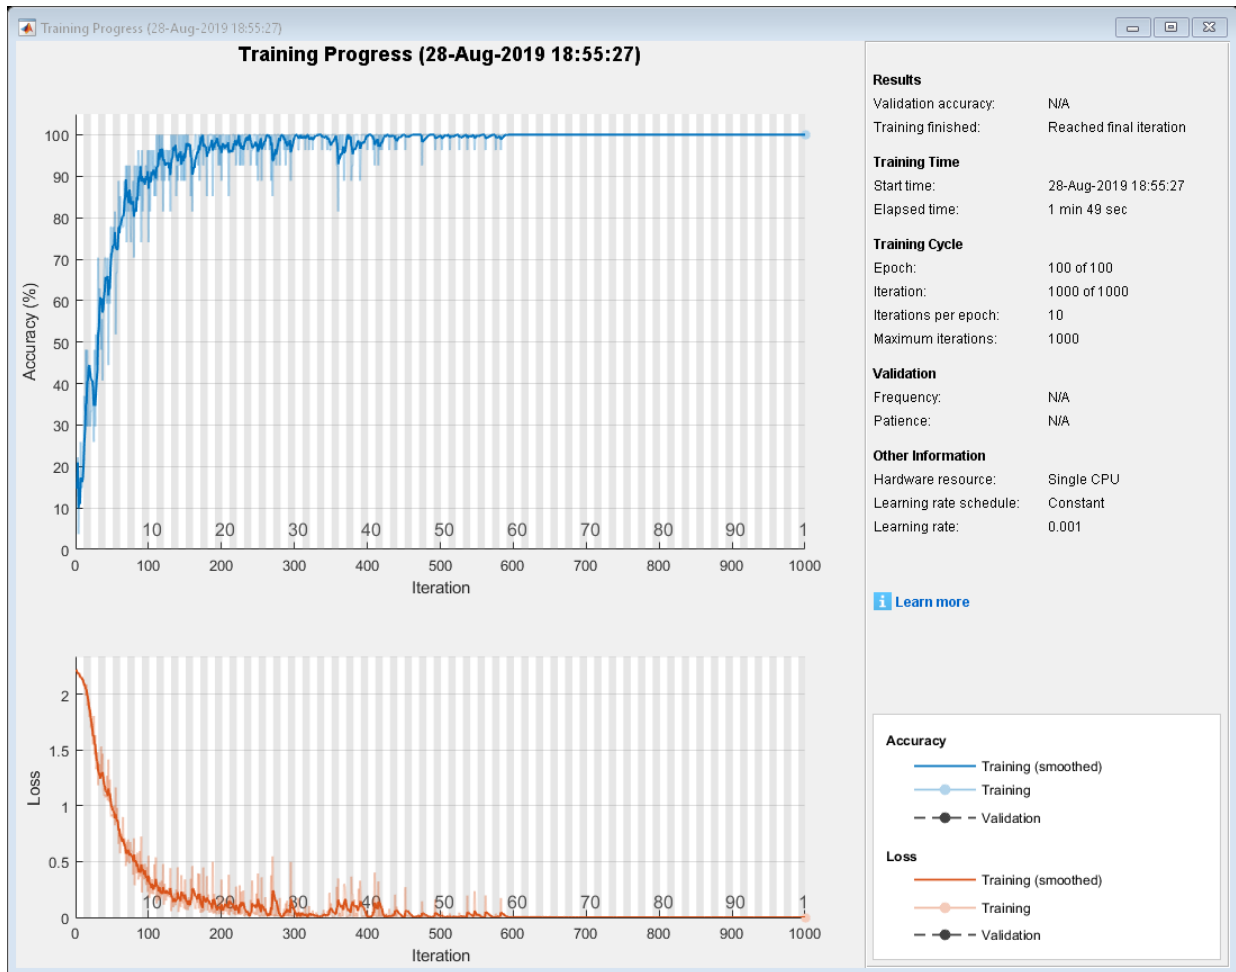 Training Progress (28-Aug-2019 18:55:27)
Training Progress (28-Aug-2019 18:55:27)
100
90
80
70
60
50
40
30
20
10
0
Accuracy (%)
10 20 30 40 50 60 70 80 90 1
0 100 200 300 400 500 600 700 800 900 1000
Iteration
2
1.5
1
0.5
0
Loss
10 20 30 40 50 60 70 80 90 1
0 100 200 300 400 500 600 700 800 900 1000
Iteration
Results
Validation accuracy: N/A
Training finished: Reached final iteration
Training Time
Start time: 28-Aug-2019 18:55:27
Elapsed time: 1 min 49 sec
Training Cycle
Epoch: 100 of 100
Iteration: 1000 of 1000
Iterations per epoch: 10
Maximum iterations: 1000
Validation
Frequency: N/A
Patience: N/A
Other Information
Hardware resource: Single CPU
Learning rate schedule: Constant
Learning rate: 0.001
i Learn more
Accuracy
Training (smoothed)
Training
Validation
Loss
Training (smoothed)
Training
Validation